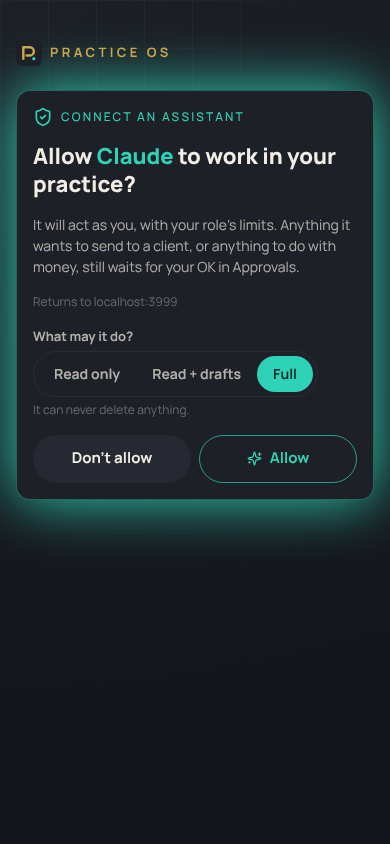 PRACTICE OS
CONNECT AN ASSISTANT
Allow Claude to work in your
practice?
It will act as you, with your role's limits. Anything it
wants to send to a client, or anything to do with
money, still waits for your OK in Approvals.
Returns to localhost:3999
What may it do?
Read only Read + drafts Full
It can never delete anything.
Don't allow Allow